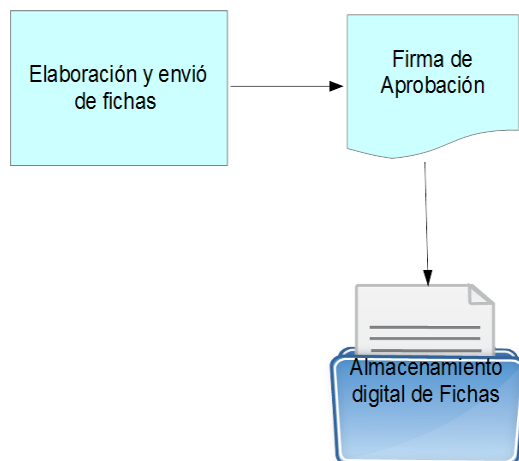 Elaboración y envió
de fichas
Firma de
Aprobación
Almacenamiento
digital de Fichas